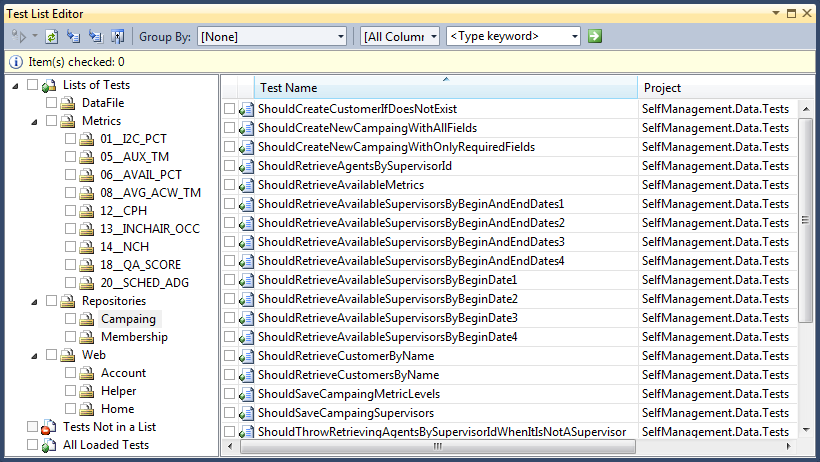 Test List Editor
Group By: [None] [All Colum <Type keyword>
Item(s) checked: 0
Lists of Tests
DataFile
Metrics
01__I2C_PCT
05__AUX_TM
06__AVAIL_PCT
08__AVG_ACW_TM
12__CPH
13__INCHAIR_OCC
14__NCH
18__QA_SCORE
20__SCHED_ADG
Repositories
Campaing
Membership
Web
Account
Helper
Home
Tests Not in a List
All Loaded Tests
Test Name Project
ShouldCreateCustomerIfDoesNotExist SelfManagement.Data.Tests
ShouldCreateNewCampaingWithAllFields SelfManagement.Data.Tests
ShouldCreateNewCampaingWithOnlyRequiredFields SelfManagement.Data.Tests
ShouldRetrieveAgentsBySupervisorId SelfManagement.Data.Tests
ShouldRetrieveAvailableMetrics SelfManagement.Data.Tests
ShouldRetrieveAvailableSupervisorsByBeginAndEndDates1 SelfManagement.Data.Tests
ShouldRetrieveAvailableSupervisorsByBeginAndEndDates2 SelfManagement.Data.Tests
ShouldRetrieveAvailableSupervisorsByBeginAndEndDates3 SelfManagement.Data.Tests
ShouldRetrieveAvailableSupervisorsByBeginAndEndDates4 SelfManagement.Data.Tests
ShouldRetrieveAvailableSupervisorsByBeginDate1 SelfManagement.Data.Tests
ShouldRetrieveAvailableSupervisorsByBeginDate2 SelfManagement.Data.Tests
ShouldRetrieveAvailableSupervisorsByBeginDate3 SelfManagement.Data.Tests
ShouldRetrieveAvailableSupervisorsByBeginDate4 SelfManagement.Data.Tests
ShouldRetrieveCustomerByName SelfManagement.Data.Tests
ShouldRetrieveCustomersByName SelfManagement.Data.Tests
ShouldSaveCampaingMetricLevels SelfManagement.Data.Tests
ShouldSaveCampaingSupervisors SelfManagement.Data.Tests
ShouldThrowRetrievingAgentsBySupervisorIdWhenItIsNotASupervisor SelfManagement.Data.Tests